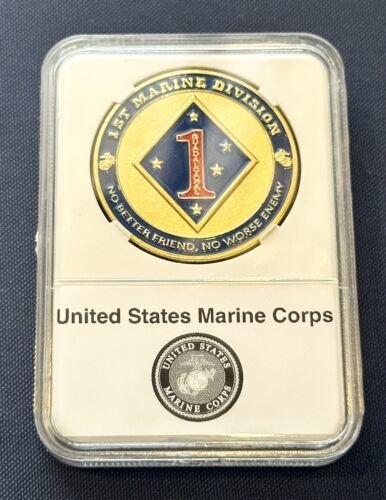 1ST MARINE DIVISION
1
GUADALCANAL
NO BETTER FRIEND, NO WORSE ENEMY
United States Marine Corps
UNITED STATES
MARINE CORPS